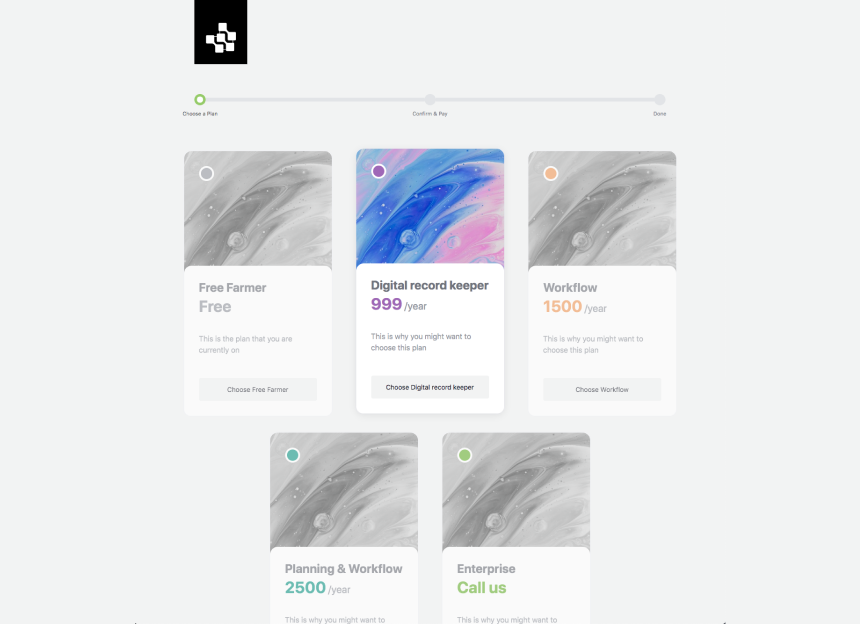 Choose a Plan
Confirm & Pay
Done
Free Farmer
Free
This is the plan that you are
currently on
Choose Free Farmer
Digital record keeper
999 /year
This is why you might want to
choose this plan
Choose Digital record keeper
Workflow
1500 /year
This is why you might want to
choose this plan
Choose Workflow
Planning & Workflow
2500 /year
This is why you might want to
Enterprise
Call us
This is why you might want to